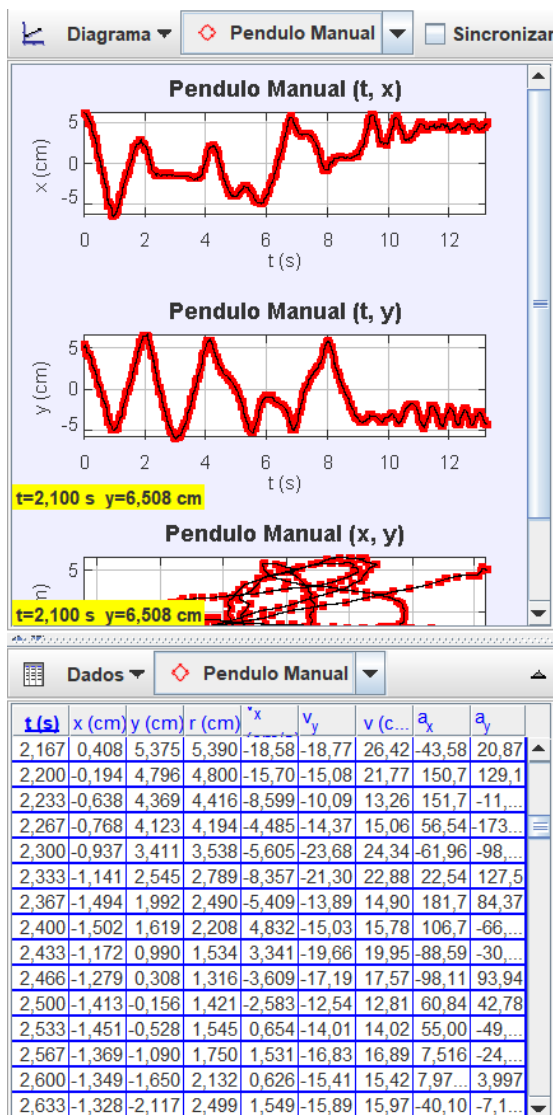 Diagrama Pendulo Manual Sincronizar
Pendulo Manual (t, x)
x (cm)
5
0
-5
0 2 4 6 8 10 12
t (s)
Pendulo Manual (t, y)
y (cm)
5
0
-5
0 2 4 6 8 10 12
t (s)
t=2,100 s y=6,508 cm
Pendulo Manual (x, y)
5
t=2,100 s y=6,508 cm
Dados Pendulo Manual
t (s) x (cm) y (cm) r (cm) x v y v (c... a x a y
2,167 0,408 5,375 5,390 -18,58 -18,77 26,42 -43,58 20,87
2,200 -0,194 4,796 4,800 -15,70 -15,08 21,77 150,7 129,1
2,233 -0,638 4,369 4,416 -8,599 -10,09 13,26 151,7 -11,...
2,267 -0,768 4,123 4,194 -4,485 -14,37 15,06 56,54 -173...
2,300 -0,937 3,411 3,538 -5,605 -23,68 24,34 -61,96 -98,...
2,333 -1,141 2,545 2,789 -8,357 -21,30 22,88 22,54 127,5
2,367 -1,494 1,992 2,490 -5,409 -13,89 14,90 181,7 84,37
2,400 -1,502 1,619 2,208 4,832 -15,03 15,78 106,7 -66,...
2,433 -1,172 0,990 1,534 3,341 -19,66 19,95 -88,59 -30,...
2,466 -1,279 0,308 1,316 -3,609 -17,19 17,57 -98,11 93,94
2,500 -1,413 -0,156 1,421 -2,583 -12,54 12,81 60,84 42,78
2,533 -1,451 -0,528 1,545 0,654 -14,01 14,02 55,00 -49,...
2,567 -1,369 -1,090 1,750 1,531 -16,83 16,89 7,516 -24,...
2,600 -1,349 -1,650 2,132 0,626 -15,41 15,42 7,97... 3,997
2,633 -1,328 -2,117 2,499 1,549 -15,89 15,97 -40,10 -7,1...